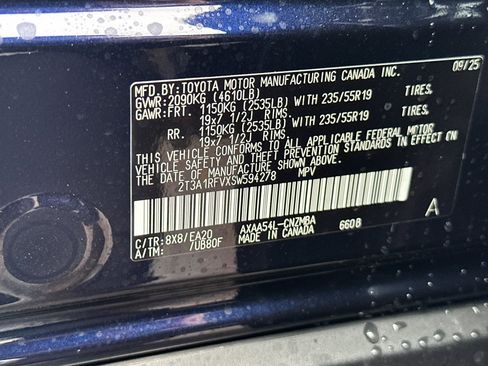 MFD.BY:TOYOTA MOTOR MANUFACTURING CANADA INC. 09/25
GVWR:2090KG (4610LB)
GAWR:FRT. 1150KG (2535LB) WITH 235/55R19 TIRES.
19x7 1/2J RIMS.
RR. 1150KG (2535LB) WITH 235/55R19 TIRES.
19x7 1/2J RIMS.
THIS VEHICLE CONFORMS TO ALL APPLICABLE FEDERAL MOTOR
VEHICLE SAFETY AND THEFT PREVENTION STANDARDS IN EFFECT ON
THE DATE OF MANUFACTURE SHOWN ABOVE.
2T3A1RFVXSW594278 MPV
C/TR:8X8/EA20 AXAA54L-CNZMBA 6608 A
A/TM: /UB80F MADE IN CANADA